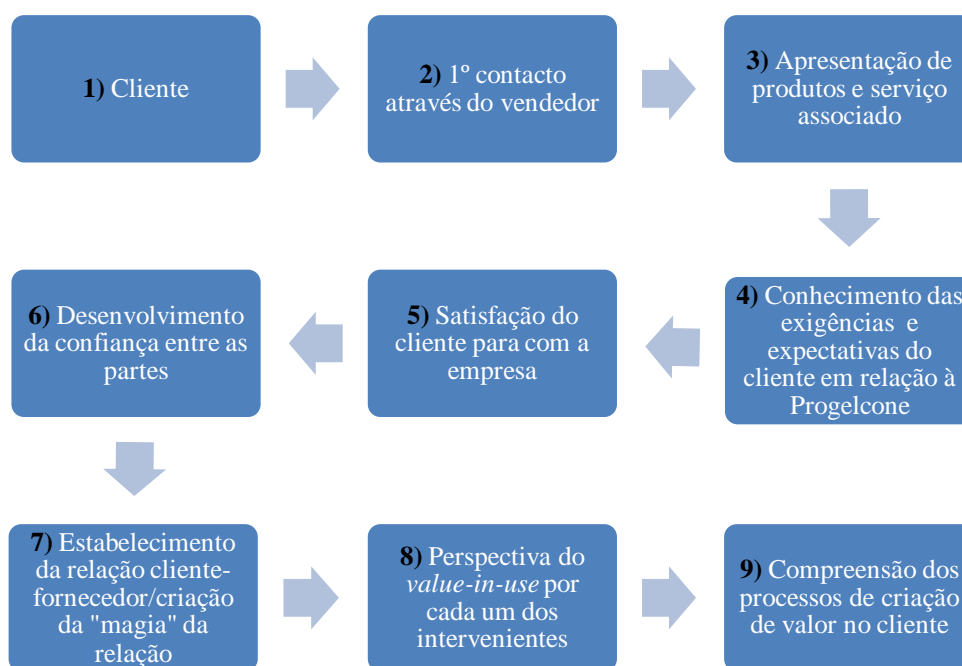 1) Cliente
2) 1º contacto
através do vendedor
3) Apresentação de
produtos e serviço
associado
4) Conhecimento das
exigências e
expectativas do
cliente em relação à
Progelcone
5) Satisfação do
cliente para com a
empresa
6) Desenvolvimento
da confiança entre as
partes
7) Estabelecimento
da relação cliente-
fornecedor/criação
da "magia" da
relação
8) Perspectiva do
value-in-use por
cada um dos
intervenientes
9) Compreensão dos
processos de criação
de valor no cliente